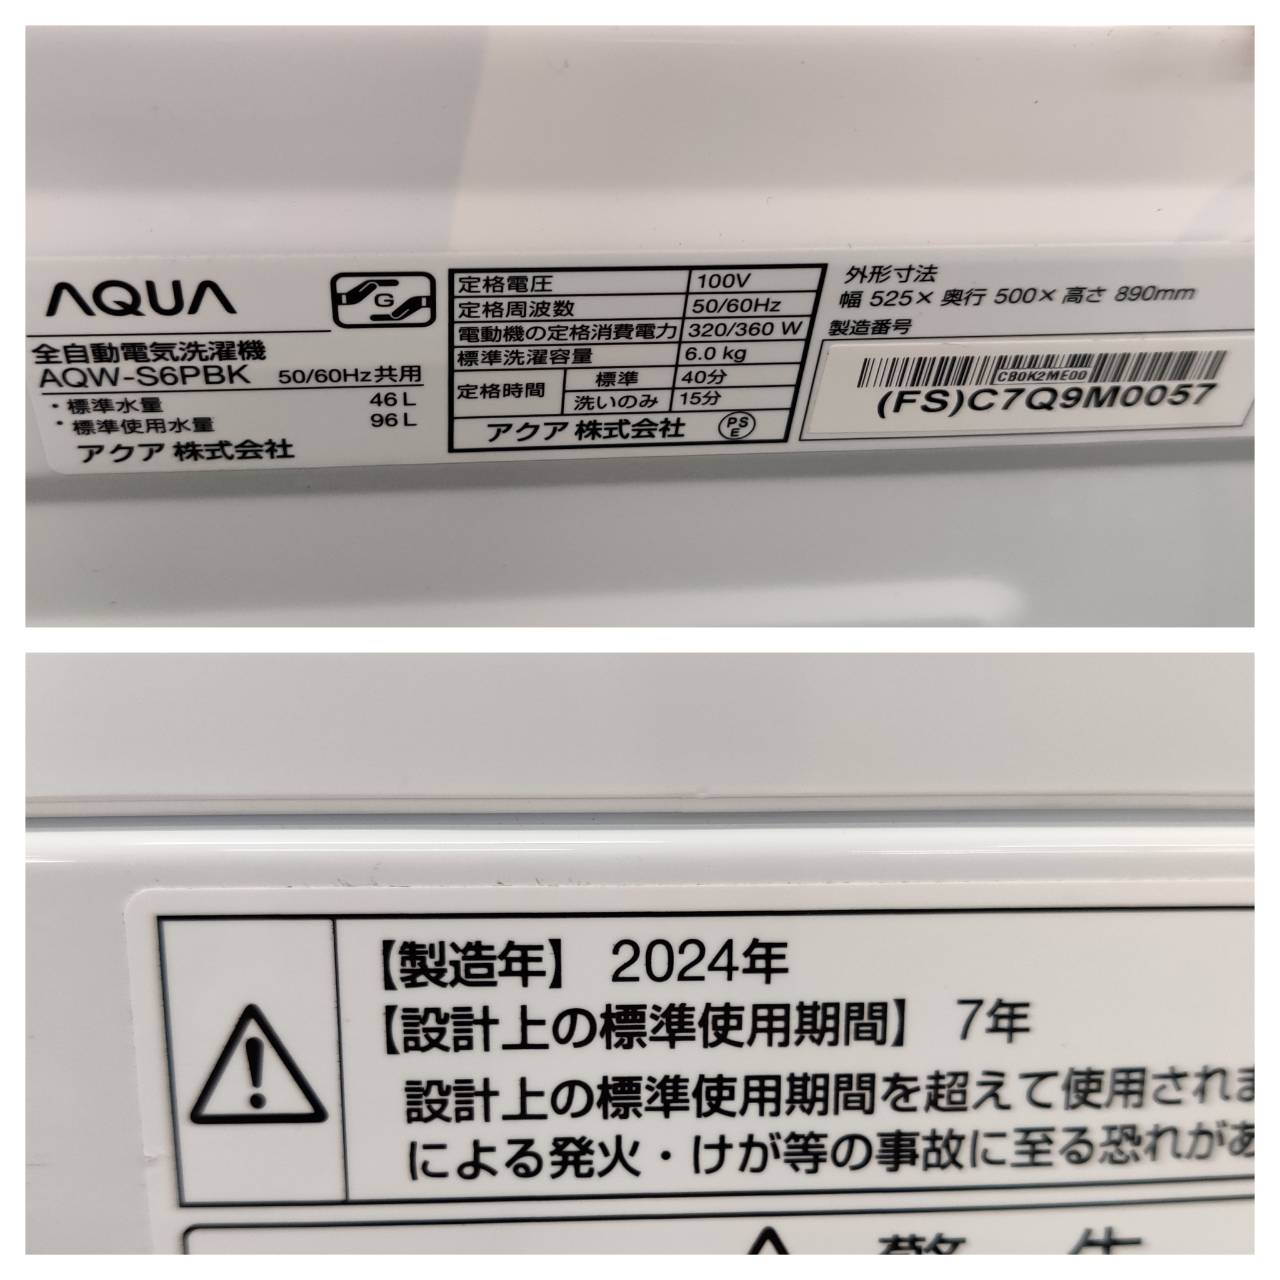 AQUA
G
全自動電気洗濯機
AQW-S6PBK 50/60Hz共用
・標準水量 46L
・標準使用水量 96L
アクア 株式会社
定格電圧 100V
定格周波数 50/60Hz
電動機の定格消費電力 320/360 W
標準洗濯容量 6.0 kg
定格時間 標準 40分
洗いのみ 15分
アクア 株式会社 PSE
外形寸法
幅 525× 奥行 500× 高さ 890mm
製造番号
CB0K2ME00
(FS)C7Q9M0057
【製造年】 2024年
【設計上の標準使用期間】 7年
設計上の標準使用期間を超えて使用されま
による発火・けが等の事故に至る恐れがあ